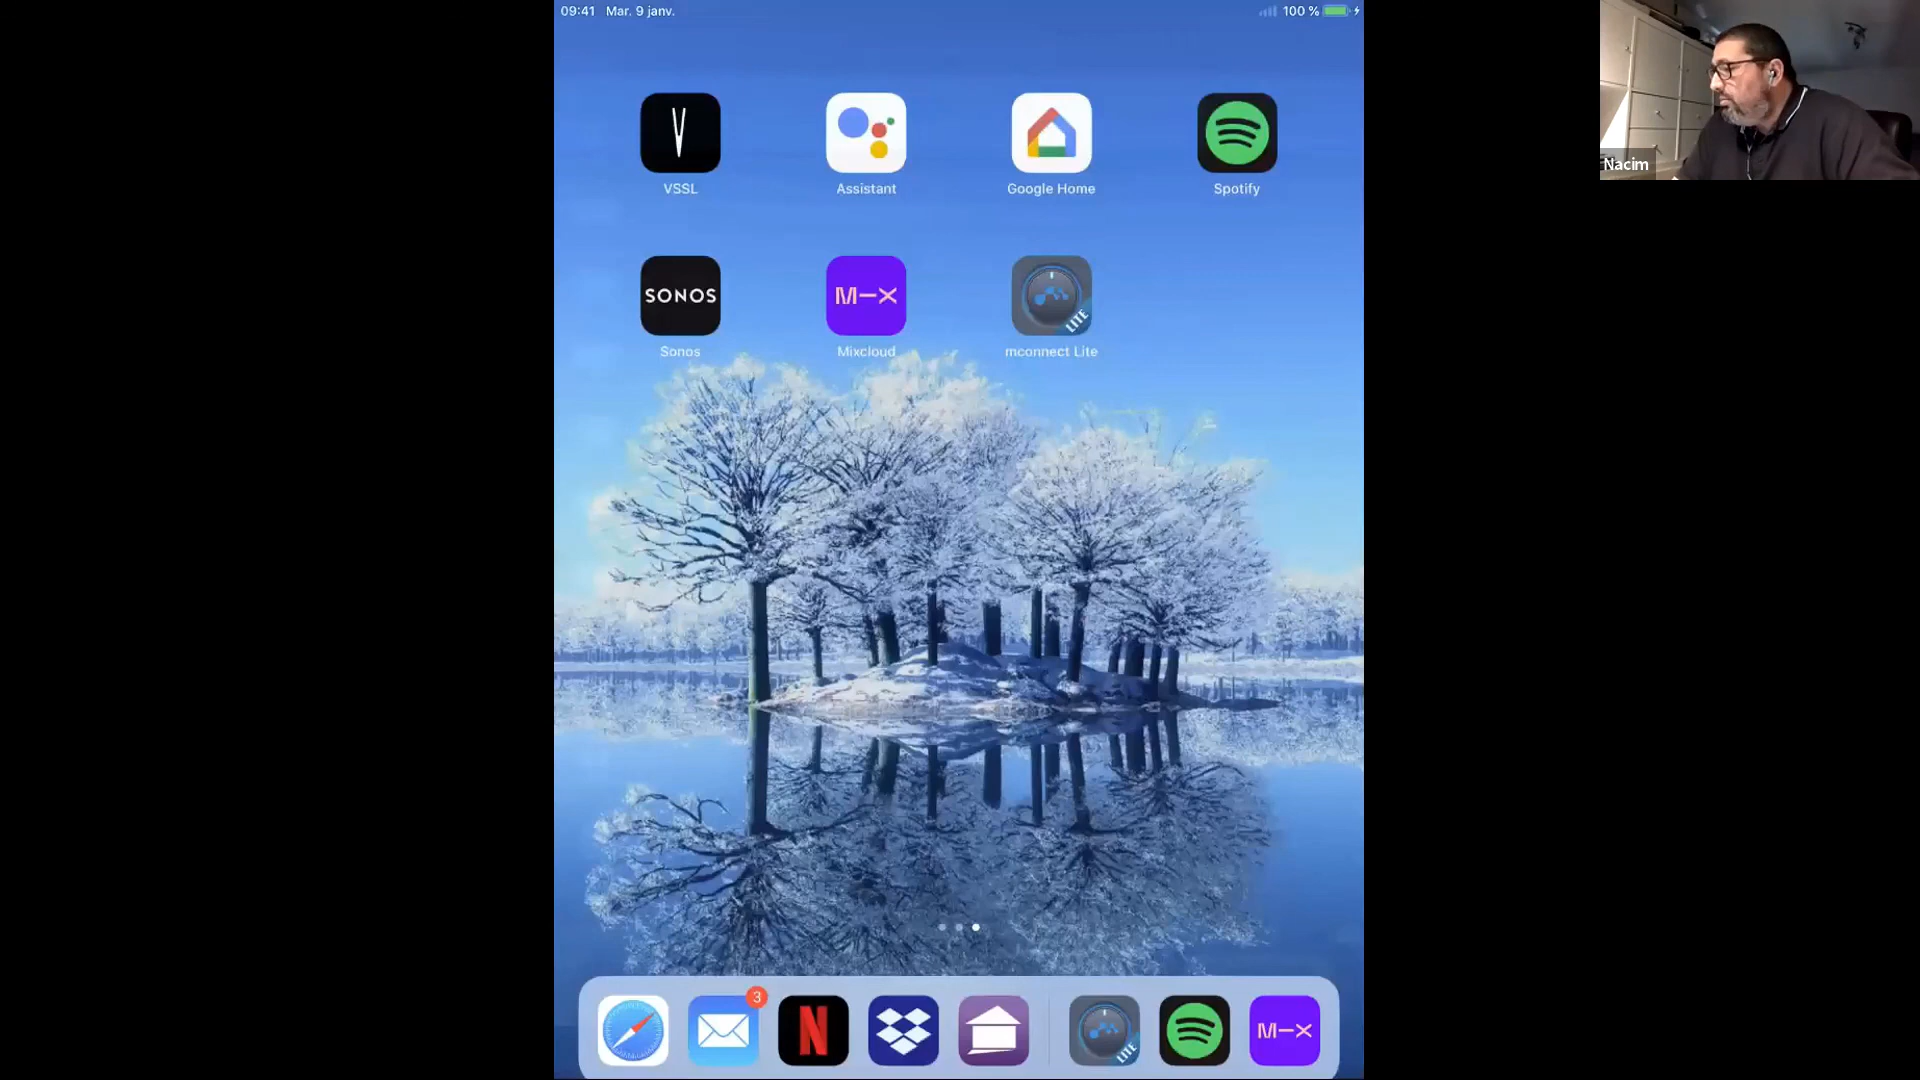 09:41 Mar. 9 janv.
100 %
VSSL
Assistant
Google Home
Spotify
SONOS
M–X
LITE
Sonos
Mixcloud
mconnect Lite
3
N
LITE
M–X
Nacim